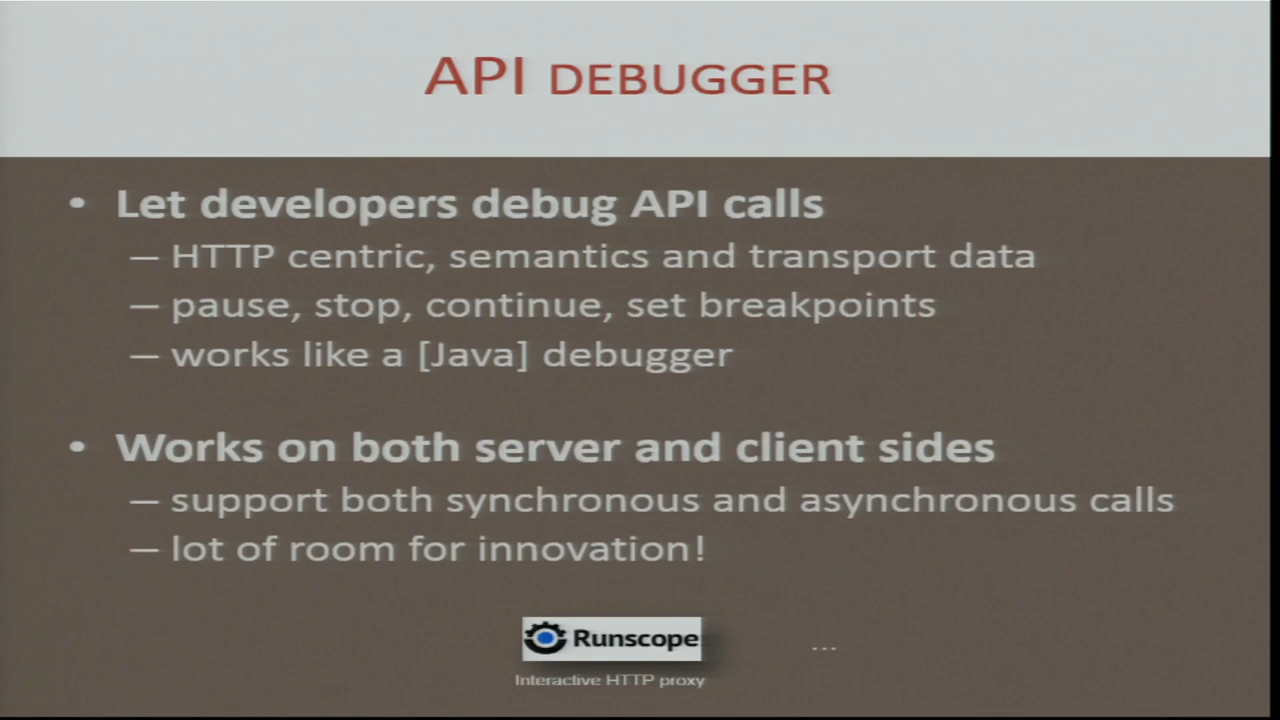 API DEBUGGER
• Let developers debug API calls
– HTTP centric, semantics and transport data
– pause, stop, continue, set breakpoints
– works like a [Java] debugger
• Works on both server and client sides
– support both synchronous and asynchronous calls
– lot of room for innovation!
Runscope
...
Interactive HTTP proxy